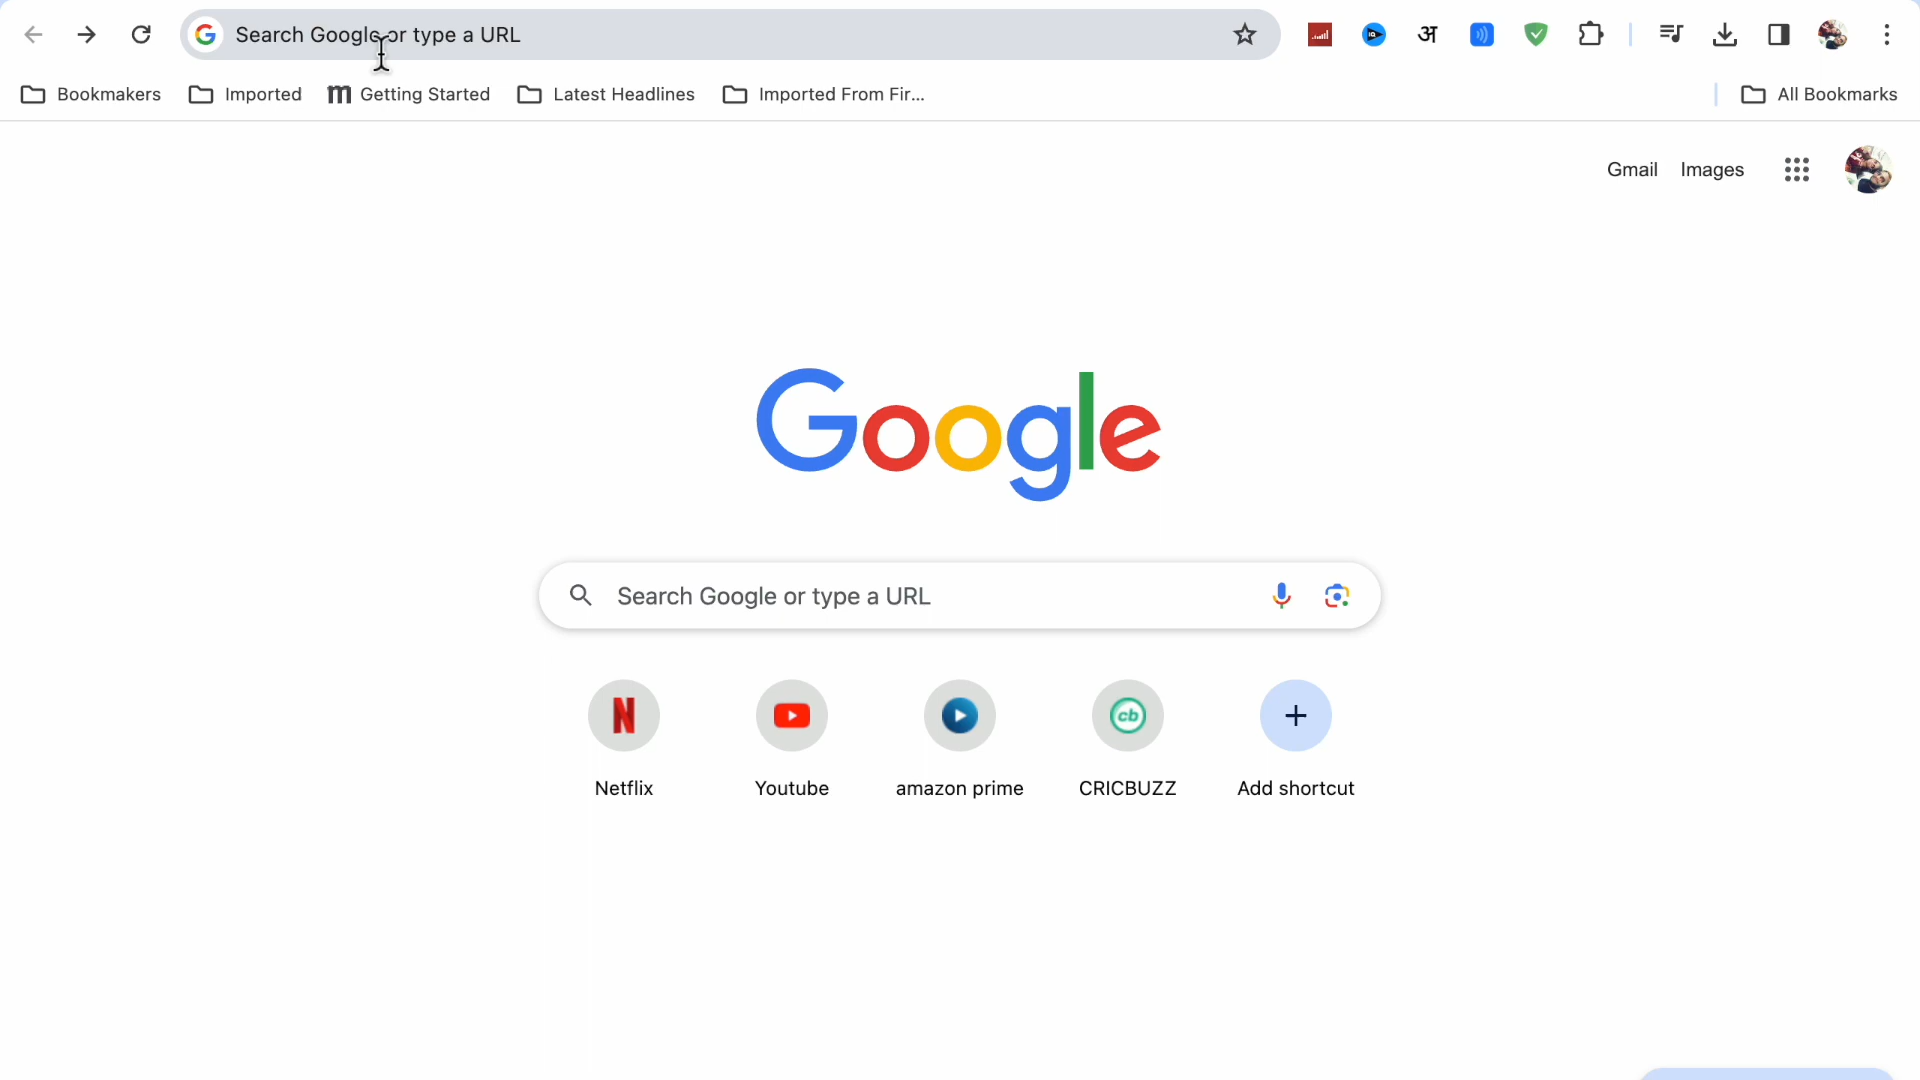 Search Google or type a URL
अ
Bookmakers Imported Getting Started Latest Headlines Imported From Fir... All Bookmarks
Gmail Images
Google
Search Google or type a URL
N
cb
Netflix Youtube amazon prime CRICBUZZ Add shortcut